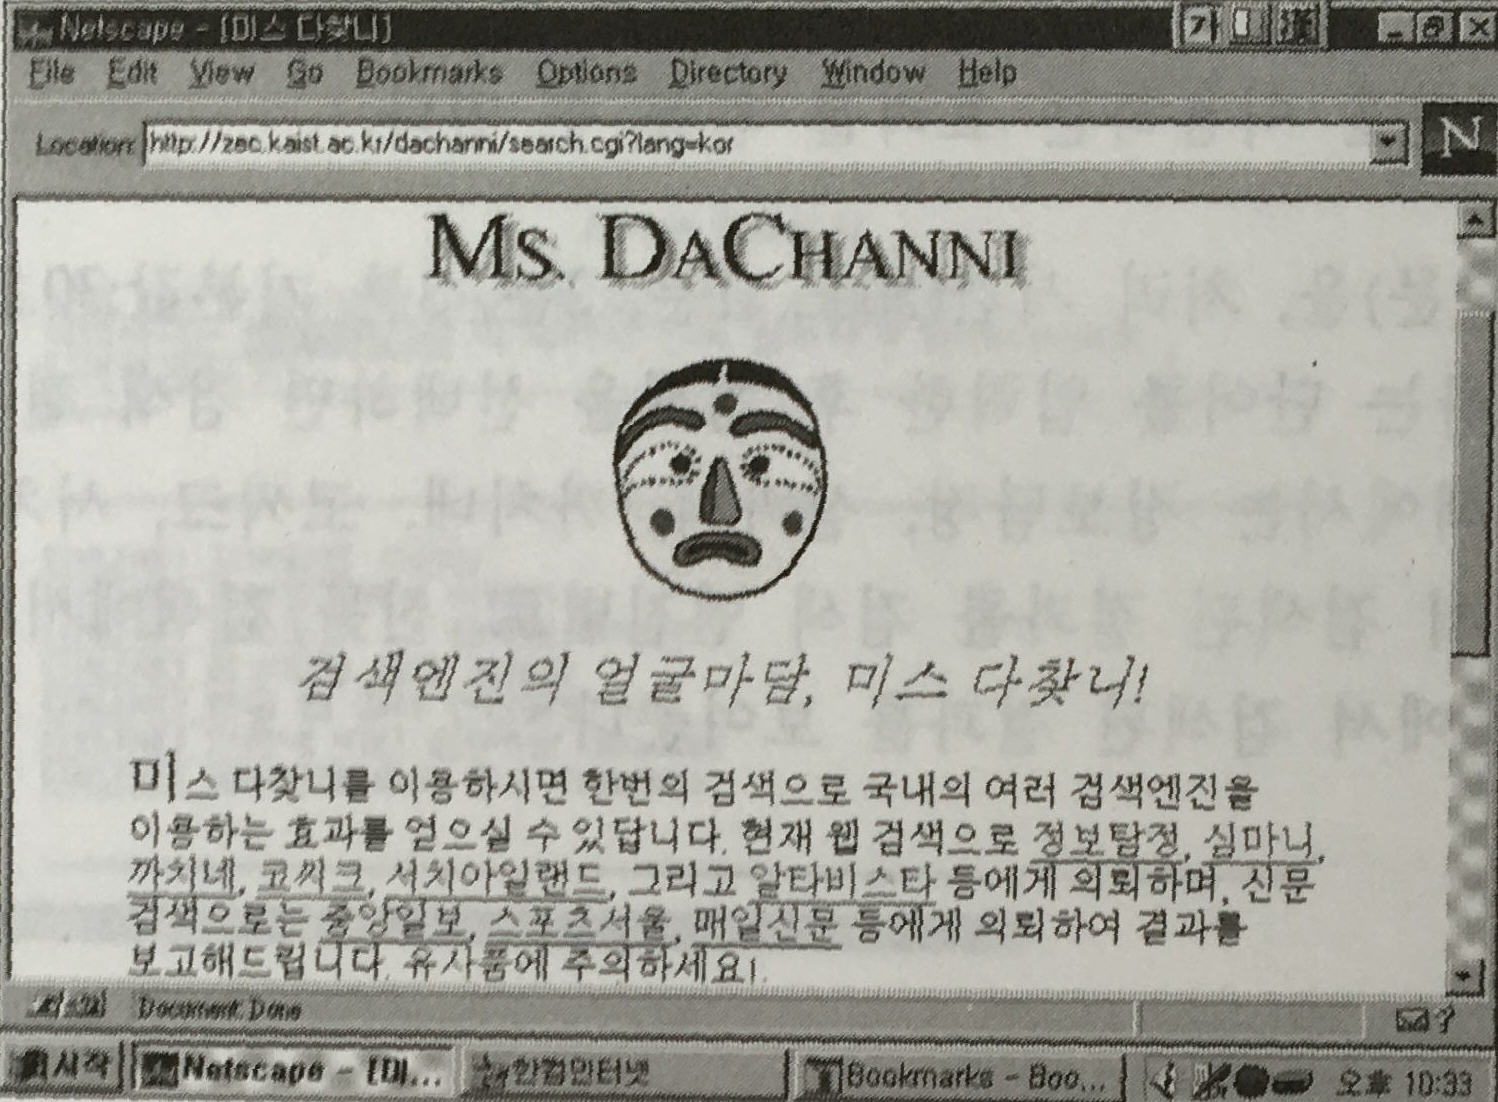 Netscape - [미스 다찾니]
File Edit View Go Bookmarks Options Directory Window Help
Location: http://zec.kaist.ac.kr/dachanni/search.cgi?lang=kor
N
MS. DACHANNI
검색엔진의 얼굴마담, 미스 다찾니!
미스 다찾니를 이용하시면 한번의 검색으로 국내의 여러 검색엔진을
이용하는 효과를 얻으실 수 있답니다. 현재 웹 검색으로 정보탐정, 심마니,
까치네, 코시크, 서치아일랜드, 그리고 알타비스타 등에게 의뢰하며, 신문
검색으로는 중앙일보, 스포츠서울, 매일신문 등에게 의뢰하여 결과를
보고해드립니다. 유사품에 주의하세요!.
Document: Done
시작 Netscape - [미... 한컴인터넷 Bookmarks - Boo... 오후 10:33